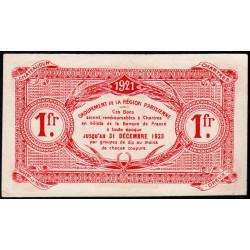 1921
GROUPEMENT DE LA RÉGION PARISIENNE
Ces Bons
seront remboursables à Chartres
en billets de la Banque de France
à toute époque
jusqu'au 31 DÉCEMBRE 1923
par groupes de dix au moins
de chaque coupure.
1fr.
1fr.